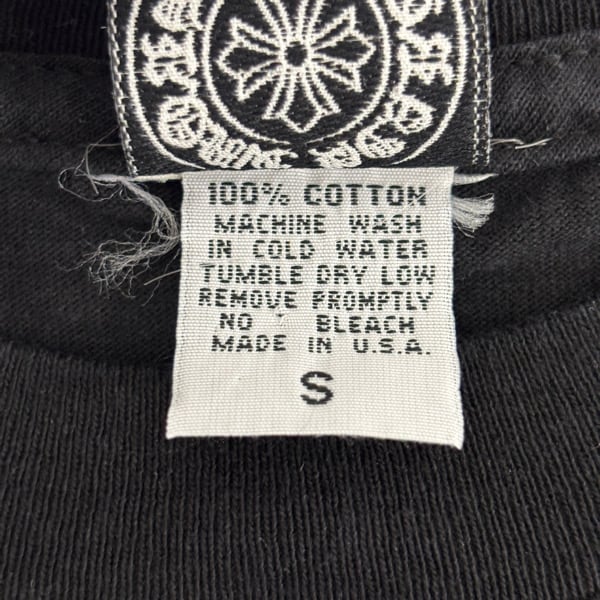 100% COTTON
MACHINE WASH
IN COLD WATER
TUMBLE DRY LOW
REMOVE PROMPTLY
NO BLEACH
MADE IN U.S.A.
S